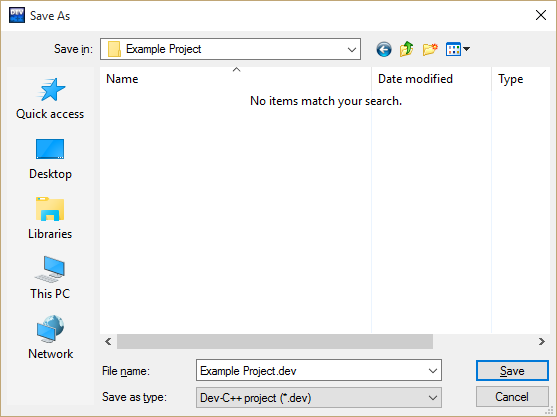 DEV
Save As
Save in:
Example Project
Name
Date modified
Type
No items match your search.
Quick access
Desktop
Libraries
This PC
Network
File name:
Example Project.dev
Save
Save as type:
Dev-C++ project (*.dev)
Cancel